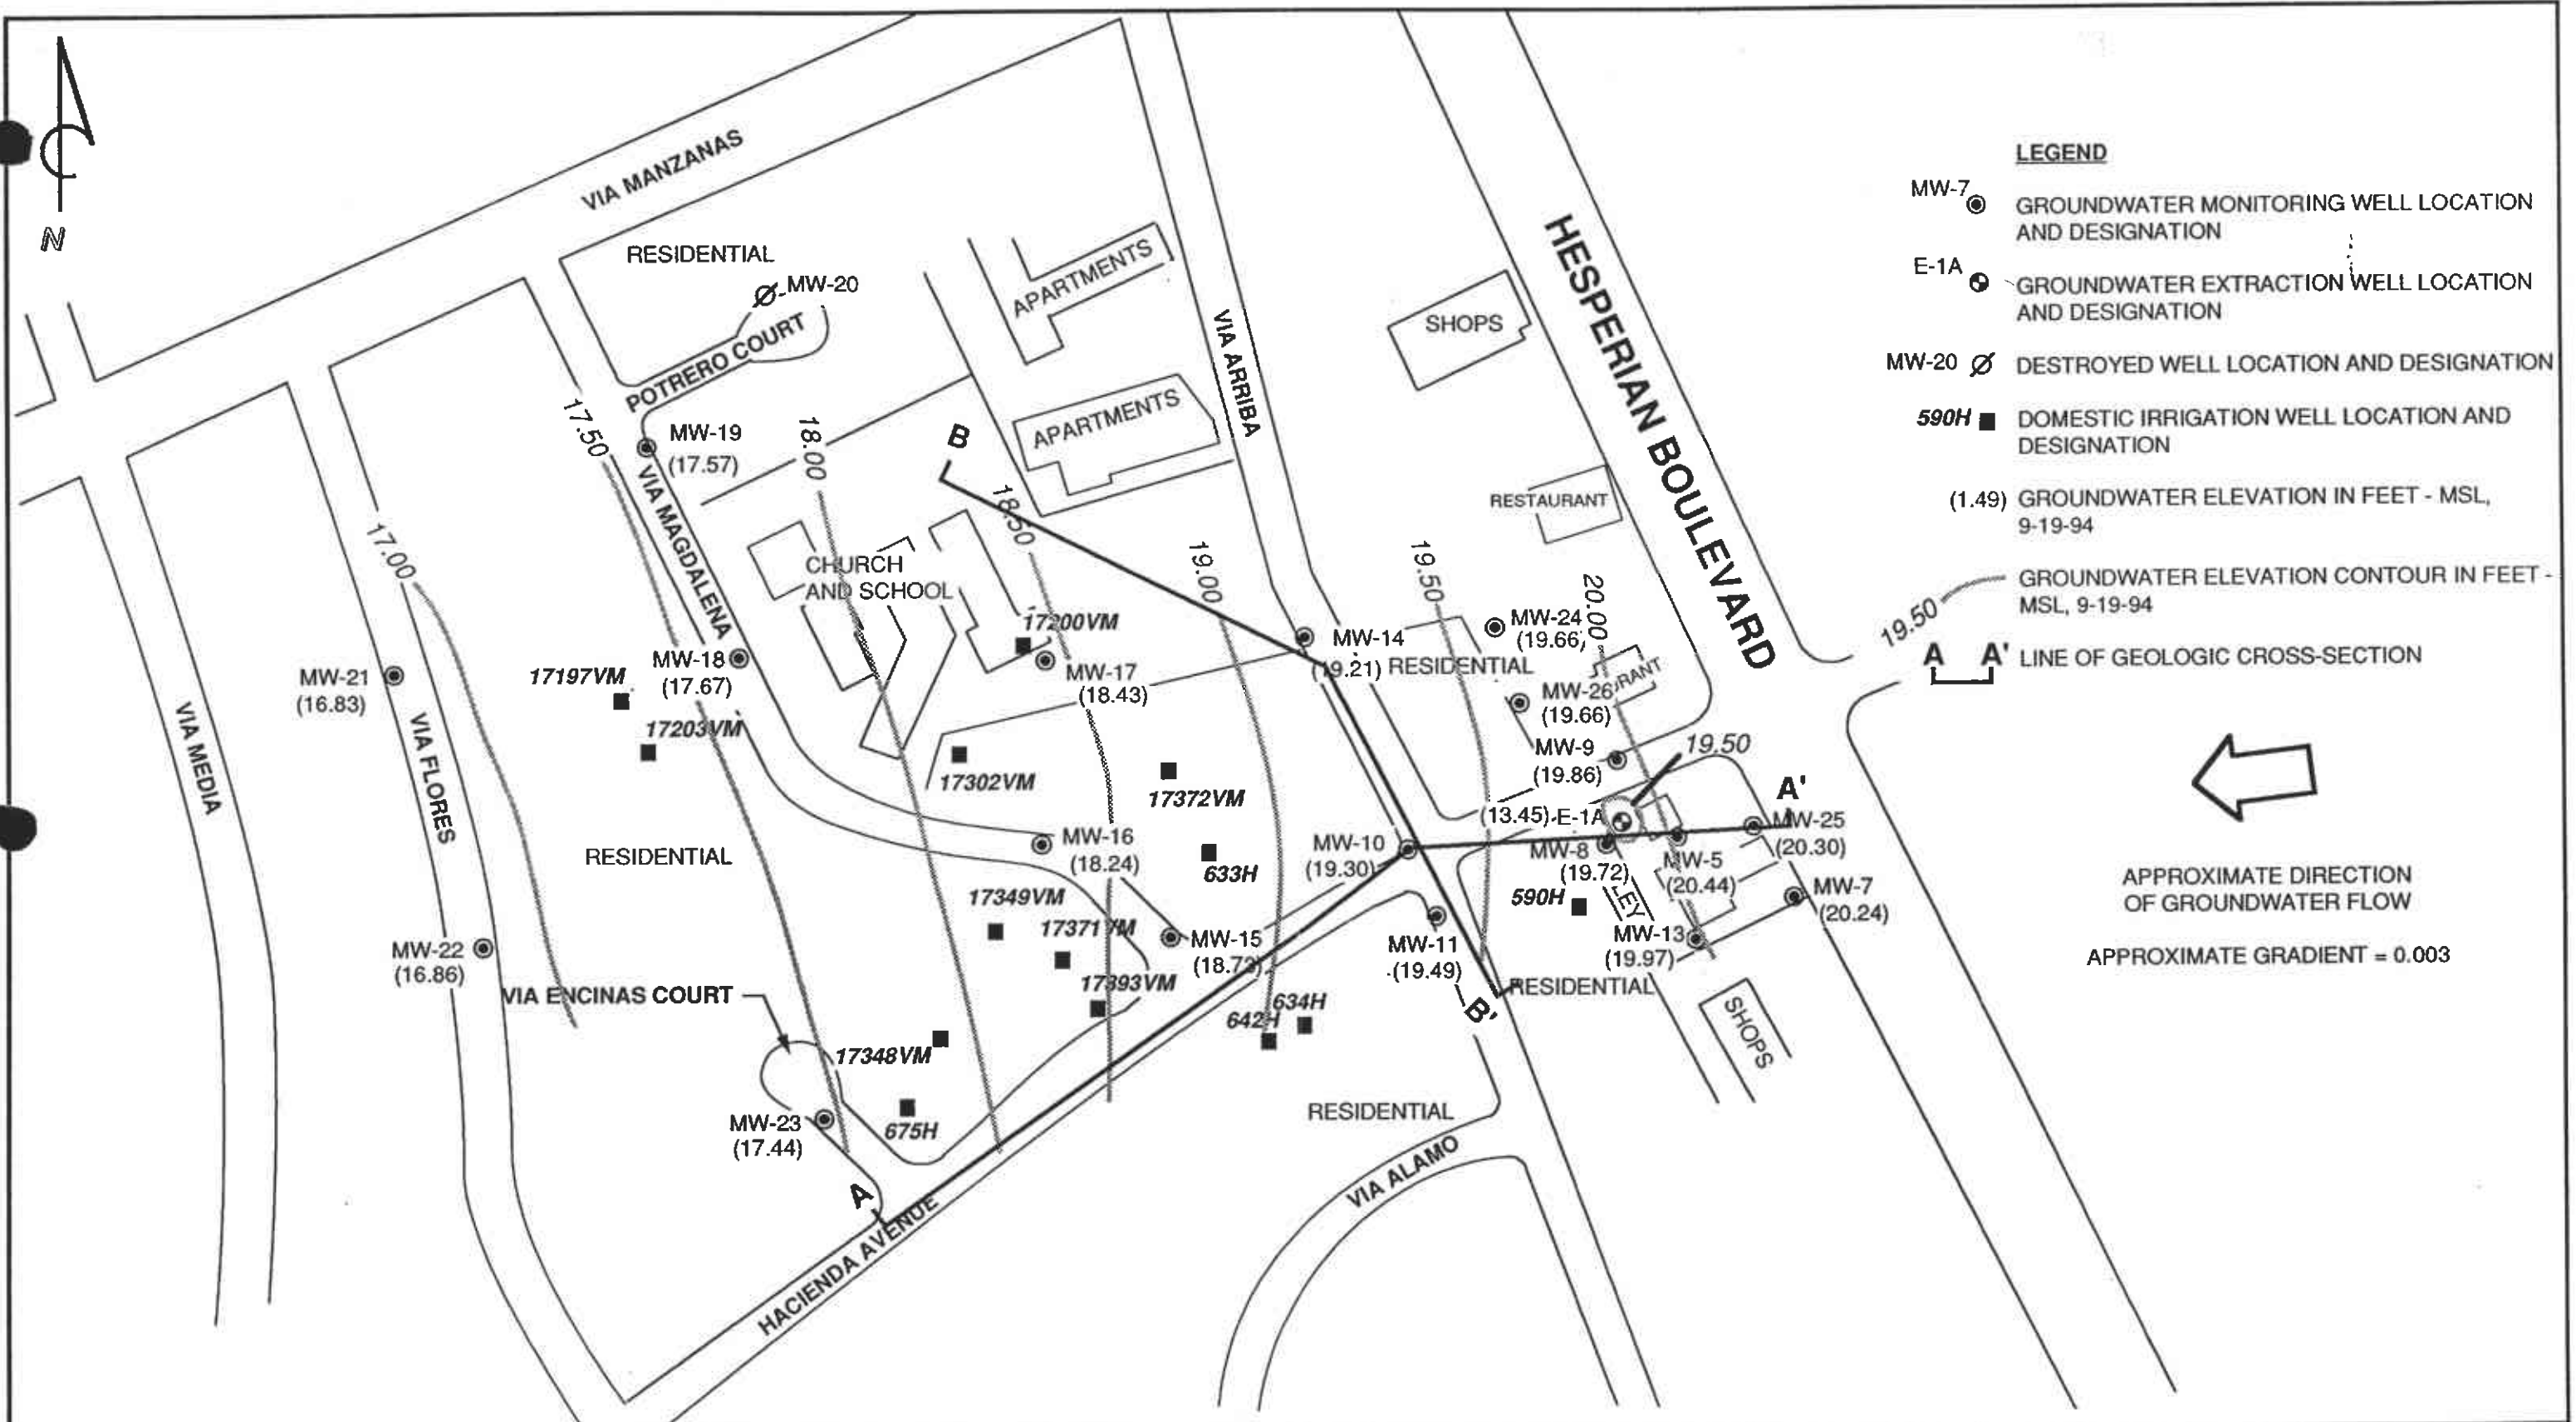 N
VIA MANZANAS
RESIDENTIAL
MW-20
POTRERO COURT
APARTMENTS
APARTMENTS
VIA ARRIBA
SHOPS
HESPERIAN BOULEVARD
RESTAURANT
LEGEND
MW-7
GROUNDWATER MONITORING WELL LOCATION
AND DESIGNATION
E-1A
GROUNDWATER EXTRACTION WELL LOCATION
AND DESIGNATION
MW-20
DESTROYED WELL LOCATION AND DESIGNATION
590H
DOMESTIC IRRIGATION WELL LOCATION AND
DESIGNATION
(1.49) GROUNDWATER ELEVATION IN FEET - MSL,
9-19-94
19.50
GROUNDWATER ELEVATION CONTOUR IN FEET -
MSL, 9-19-94
A A' LINE OF GEOLOGIC CROSS-SECTION
APPROXIMATE DIRECTION
OF GROUNDWATER FLOW
APPROXIMATE GRADIENT = 0.003
17.50
MW-19
(17.57)
18.00
B
18.50
17.00
VIA MAGDALENA
CHURCH
AND SCHOOL
19.00
19.50
20.00
17200VM
MW-14
(19.21)
RESIDENTIAL
MW-24
(19.66)
MW-21
(16.83)
17197VM
MW-18
(17.67)
MW-17
(18.43)
MW-26
(19.66)
RANT
17203VM
VIA MEDIA
VIA FLORES
17302VM
17372VM
MW-9
(19.86)
19.50
A'
(13.45)
E-1A
MW-25
(20.30)
RESIDENTIAL
MW-16
(18.24)
633H
MW-10
(19.30)
MW-8
(19.72)
MW-5
(20.44)
MW-7
(20.24)
17349VM
590H
LEY
17371VM
MW-15
(18.73)
MW-11
(19.49)
MW-13
(19.97)
MW-22
(16.86)
VIA ENCINAS COURT
17393VM
634H
642H
B'
RESIDENTIAL
SHOPS
17348VM
MW-23
(17.44)
675H
RESIDENTIAL
VIA ALAMO
A
HACIENDA AVENUE